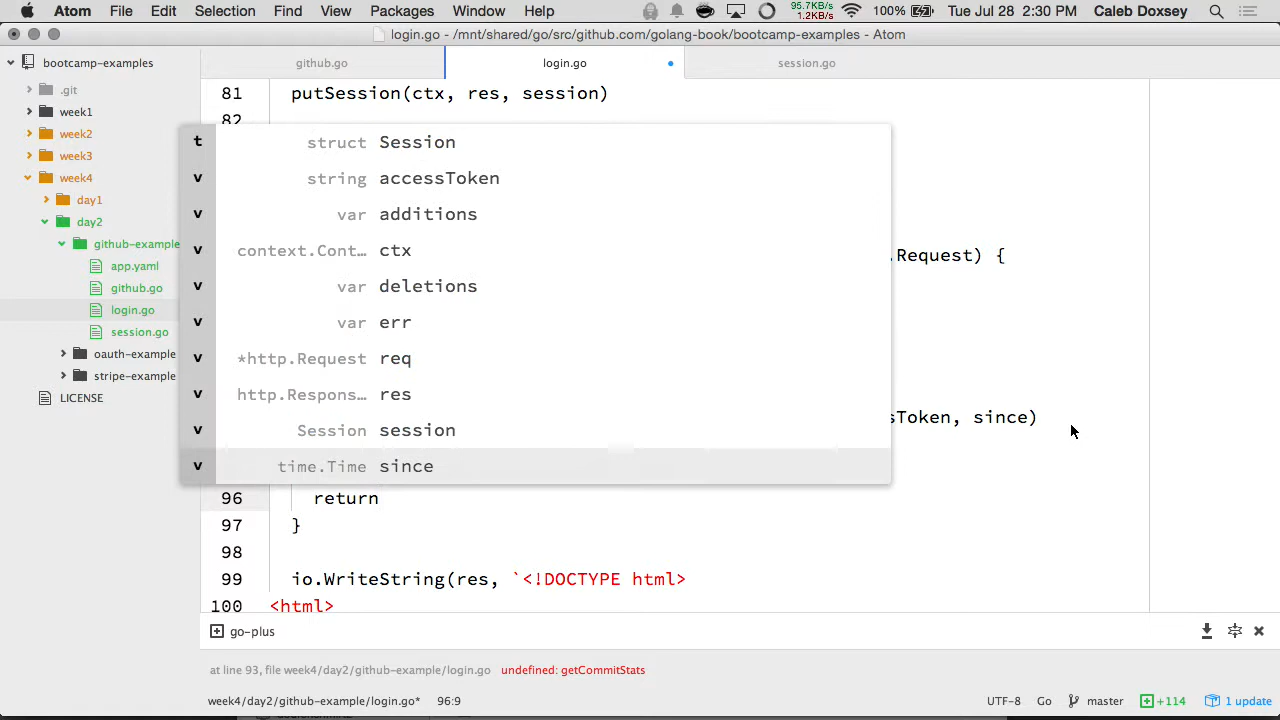 Atom File Edit Selection Find View Packages Window Help 95.7KB/s 1.2KB/s 100% Tue Jul 28 2:30 PM Caleb Doxsey
login.go - /mnt/shared/go/src/github.com/golang-book/bootcamp-examples - Atom
bootcamp-examples
.git
week1
week2
week3
week4
day1
day2
github-example
app.yaml
github.go
login.go
session.go
oauth-example
stripe-example
LICENSE
github.go login.go session.go
81 putSession(ctx, res, session)
82
t struct Session
v string accessToken
v var additions
v context.Cont… ctx
.Request) {
v var deletions
v var err
v *http.Request req
v http.Respons… res
sToken, since)
v Session session
v time.Time since
96 return
97 }
98
99 io.WriteString(res, `<!DOCTYPE html>
100 <html>
go-plus
at line 93, file week4/day2/github-example/login.go undefined: getCommitStats
week4/day2/github-example/login.go* 96:9 UTF-8 Go master +114 1 update